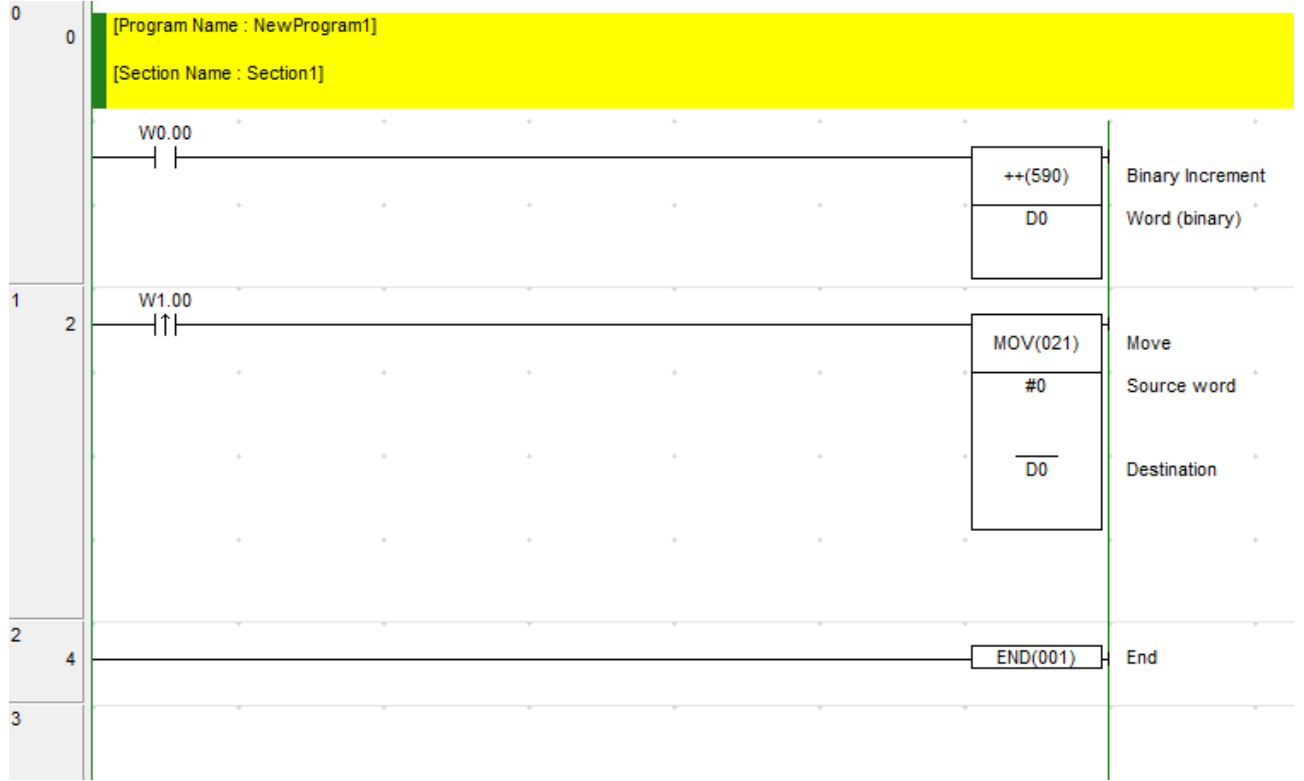 0
0
[Program Name : NewProgram1]
[Section Name : Section1]
W0.00
++(590)
Binary Increment
D0
Word (binary)
1
2
W1.00
MOV(021)
Move
#0
Source word
D0
Destination
2
4
END(001)
End
3